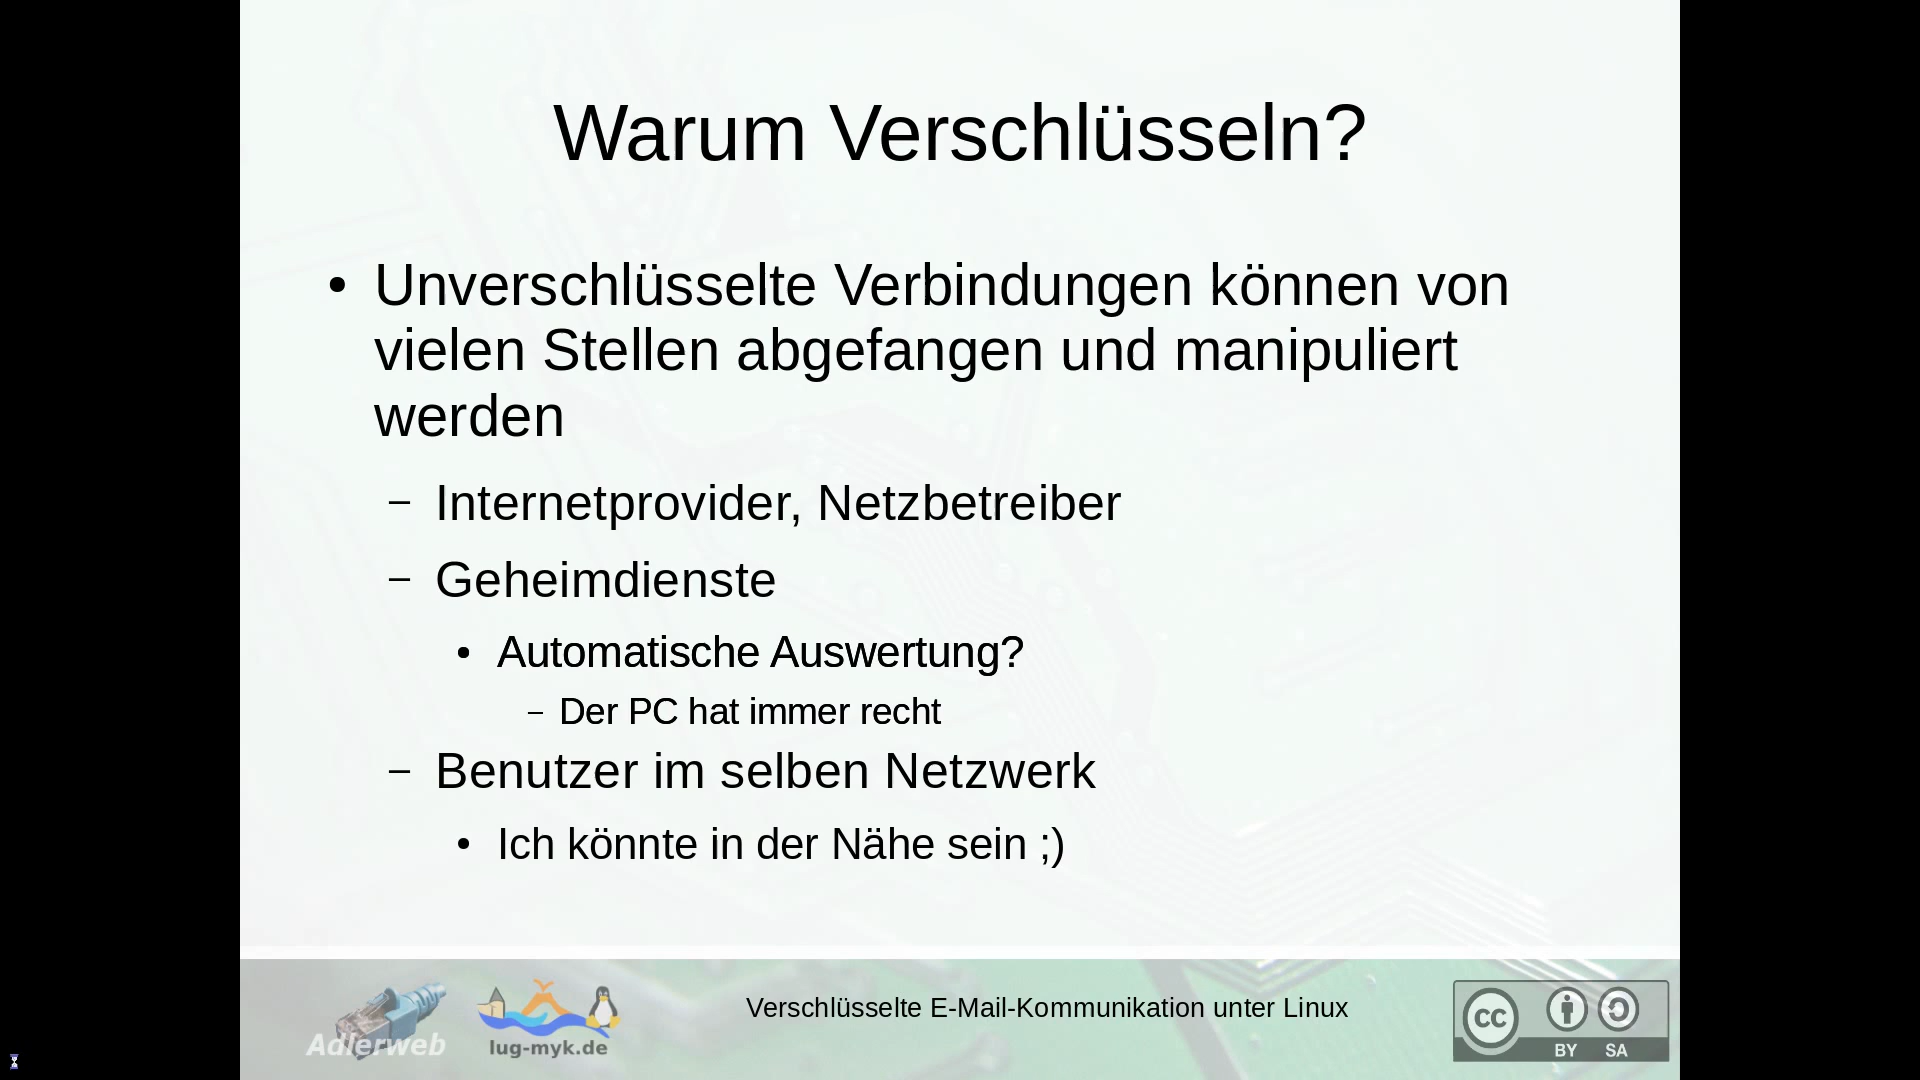 Warum Verschlüsseln?
• Unverschlüsselte Verbindungen können von
vielen Stellen abgefangen und manipuliert
werden
– Internetprovider, Netzbetreiber
– Geheimdienste
• Automatische Auswertung?
– Der PC hat immer recht
– Benutzer im selben Netzwerk
• Ich könnte in der Nähe sein ;)
Adlerweb
lug-myk.de
Verschlüsselte E-Mail-Kommunikation unter Linux
cc
BY SA